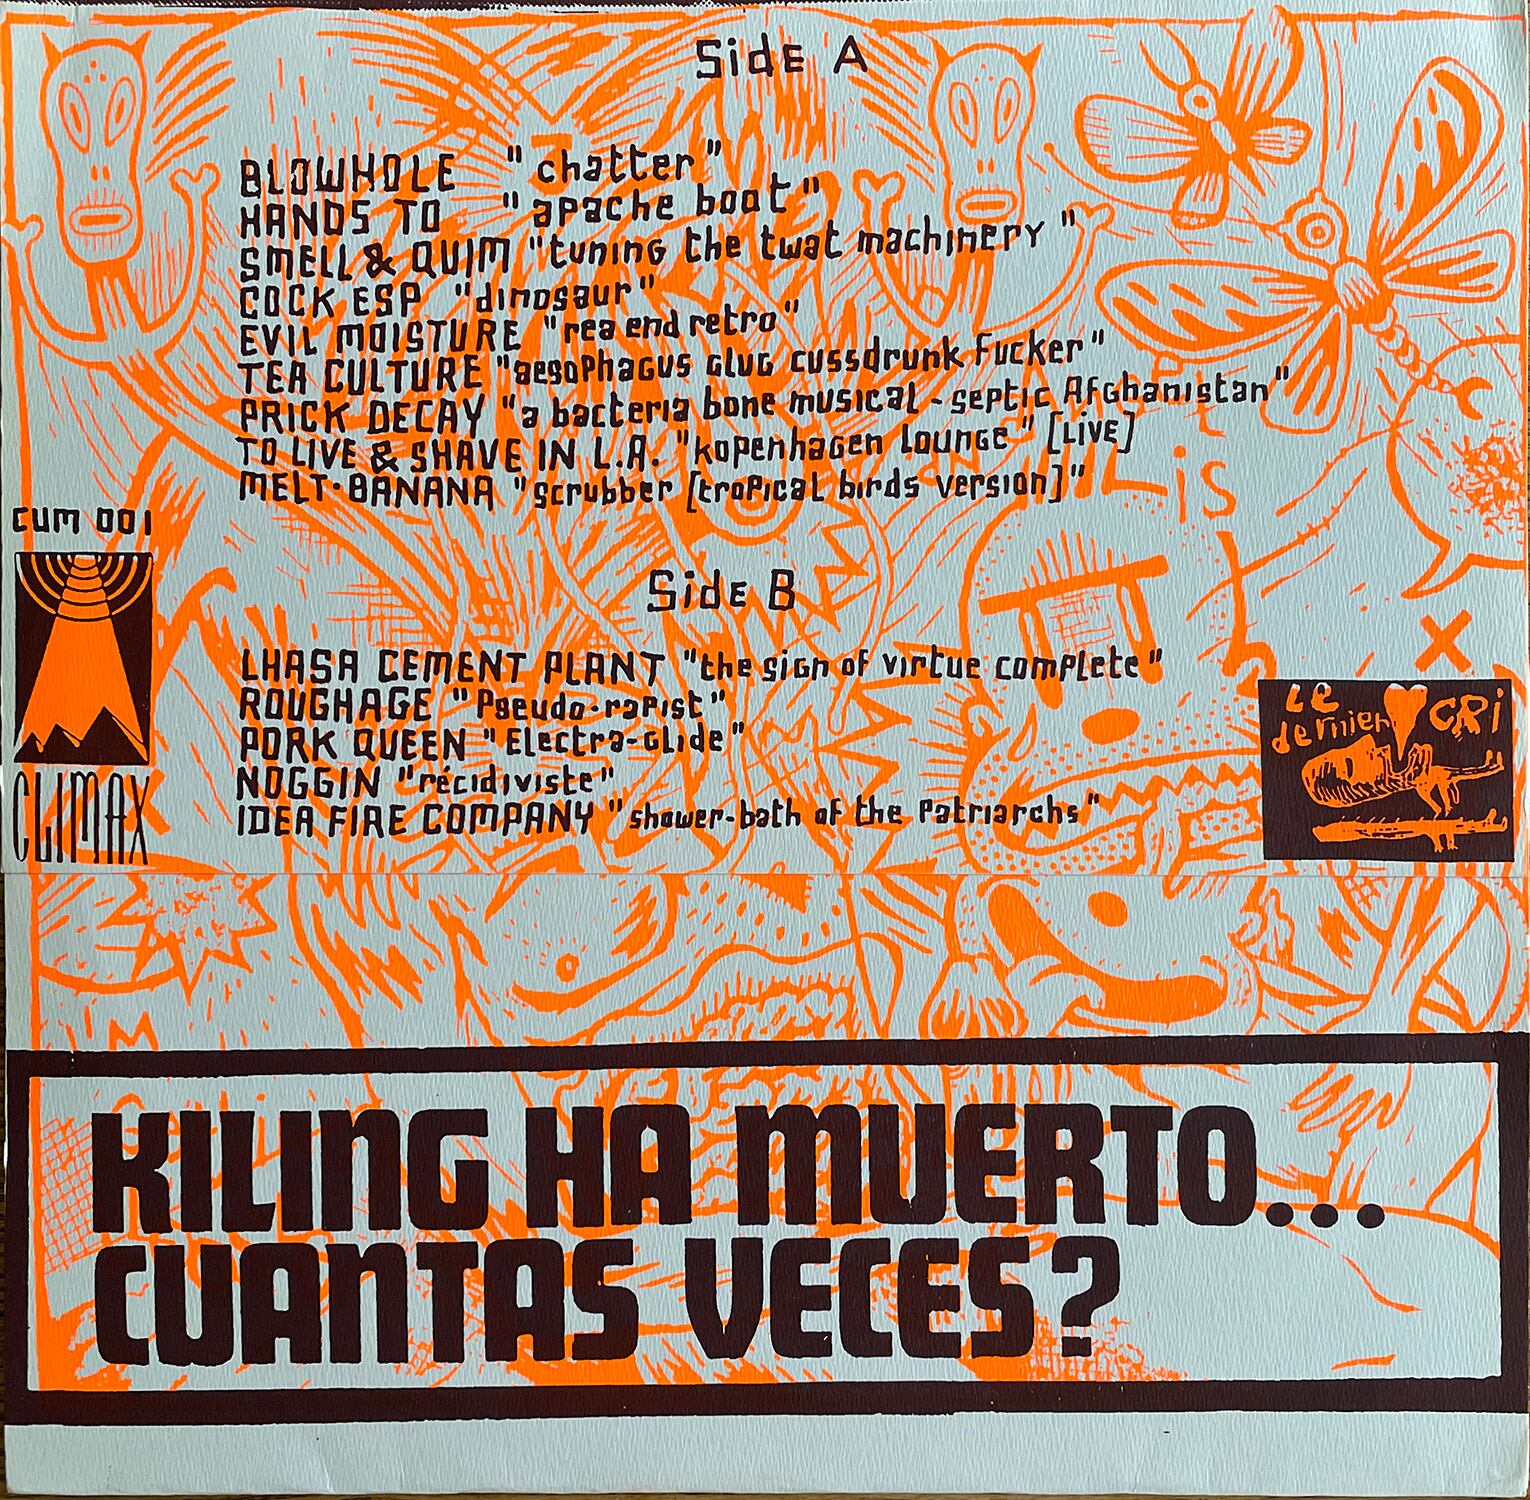 Side A
BLOWHOLE "chatter"
HANDS TO "apache boot"
SMELL & QUIM "tuning the twat machinery"
COCK ESP "dinosaur"
EVIL MOISTURE "rea end retro"
TEA CULTURE "aesophagus glug cussdrunk fucker"
PRICK DECAY "a bacteria bone musical - septic Afghanistan"
TO LIVE & SHAVE IN L.A. "kopenhagen lounge" [LIVE]
MELT·BANANA "scrubber [tropical birds version]"
is
cum 001
CLIMAX
Side B
LHASA CEMENT PLANT "the sign of virtue complete"
ROUGHAGE "Pseudo-rapist"
PORK QUEEN "Electra-Glide"
NOGGIN "récidiviste"
IDEA FIRE COMPANY "shower-bath of the Patriarchs"
X
Le
dernier CRi
KILING HA MUERTO...
CUANTAS VECES?